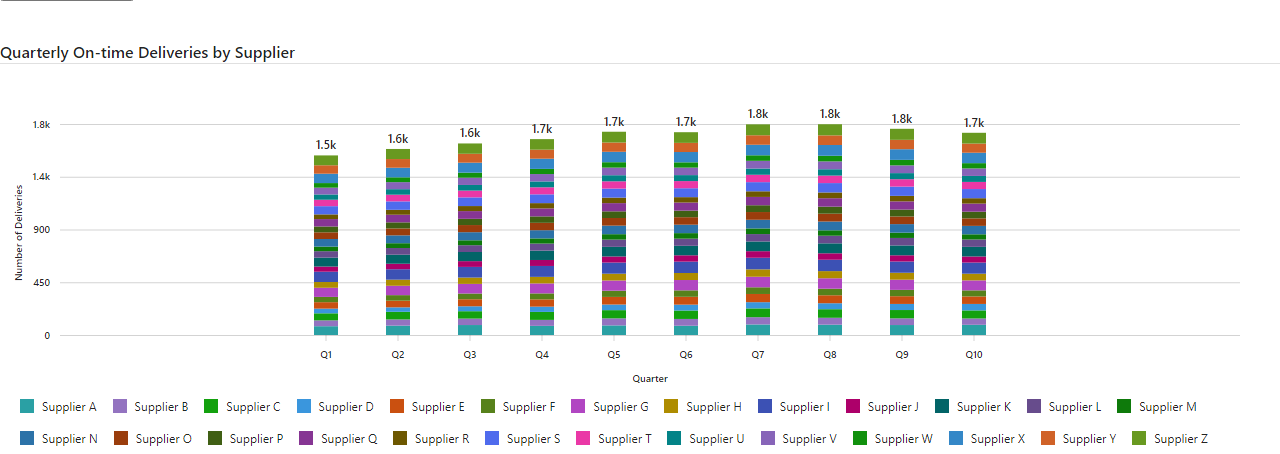 Quarterly On-time Deliveries by Supplier
1.8k
1.4k
900
450
0
Number of Deliveries
1.5k
1.6k
1.6k
1.7k
1.7k
1.7k
1.8k
1.8k
1.8k
1.7k
Q1 Q2 Q3 Q4 Q5 Q6 Q7 Q8 Q9 Q10
Quarter
Supplier A Supplier B Supplier C Supplier D Supplier E Supplier F Supplier G Supplier H Supplier I Supplier J Supplier K Supplier L Supplier M
Supplier N Supplier O Supplier P Supplier Q Supplier R Supplier S Supplier T Supplier U Supplier V Supplier W Supplier X Supplier Y Supplier Z